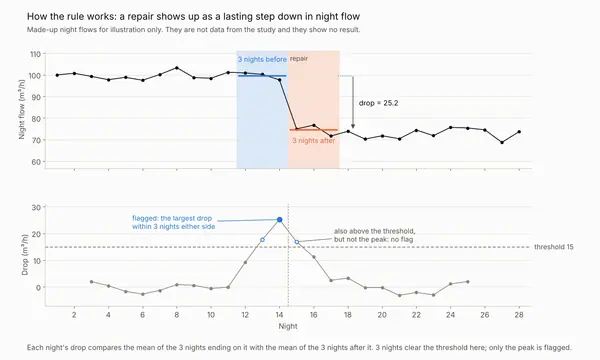 How the rule works: a repair shows up as a lasting step down in night flow
Made-up night flows for illustration only. They are not data from the study and they show no result.
110
100
90
80
70
60
Night flow (m³/h)
3 nights before
repair
drop = 25.2
3 nights after
30
20
10
0
Drop (m³/h)
flagged: the largest drop
within 3 nights either side
also above the threshold,
but not the peak: no flag
threshold 15
2 4 6 8 10 12 14 16 18 20 22 24 26 28
Night
Each night's drop compares the mean of the 3 nights ending on it with the mean of the 3 nights after it. 3 nights clear the threshold here; only the peak is flagged.